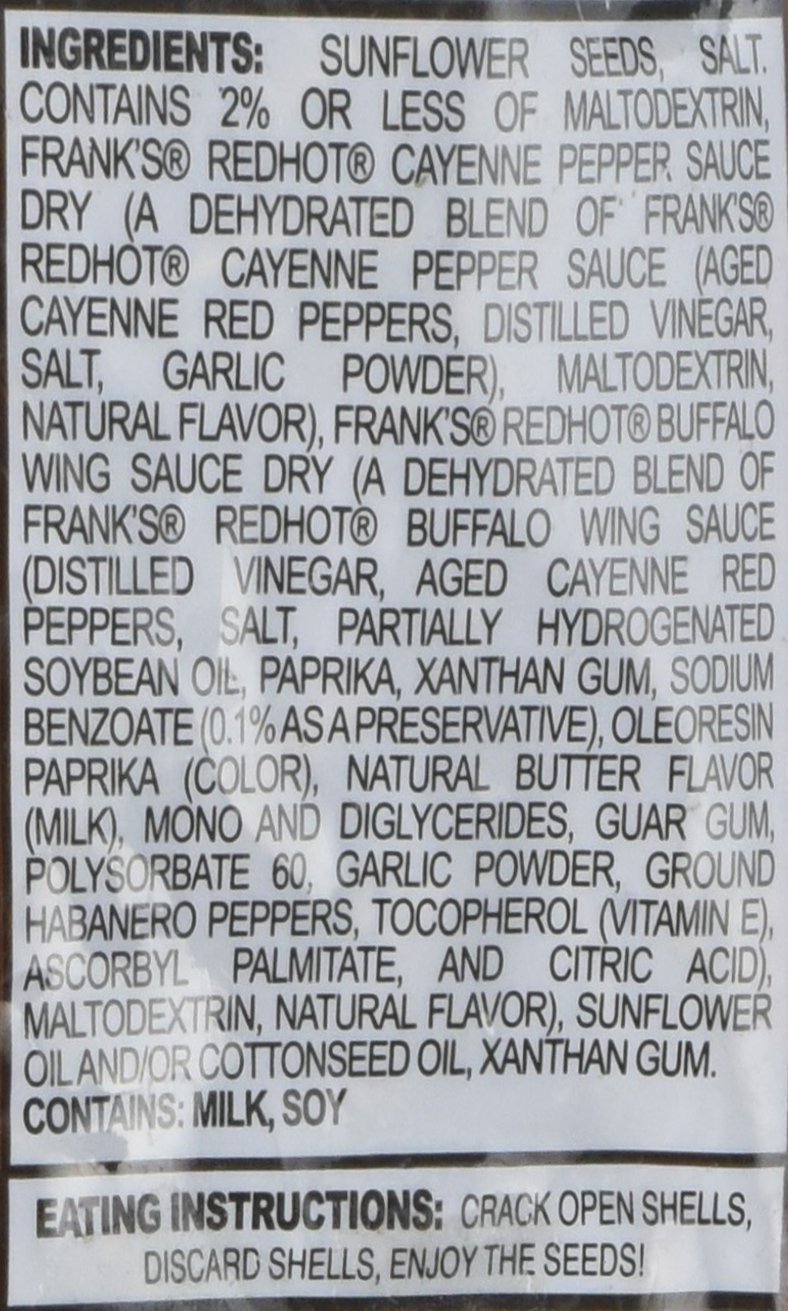 INGREDIENTS: SUNFLOWER SEEDS, SALT.
CONTAINS 2% OR LESS OF MALTODEXTRIN,
FRANK'S® REDHOT® CAYENNE PEPPER SAUCE
DRY (A DEHYDRATED BLEND OF FRANK'S®
REDHOT® CAYENNE PEPPER SAUCE (AGED
CAYENNE RED PEPPERS, DISTILLED VINEGAR,
SALT, GARLIC POWDER), MALTODEXTRIN,
NATURAL FLAVOR), FRANK'S® REDHOT® BUFFALO
WING SAUCE DRY (A DEHYDRATED BLEND OF
FRANK'S® REDHOT® BUFFALO WING SAUCE
(DISTILLED VINEGAR, AGED CAYENNE RED
PEPPERS, SALT, PARTIALLY HYDROGENATED
SOYBEAN OIL, PAPRIKA, XANTHAN GUM, SODIUM
BENZOATE (0.1% AS A PRESERVATIVE), OLEORESIN
PAPRIKA (COLOR), NATURAL BUTTER FLAVOR
(MILK), MONO AND DIGLYCERIDES, GUAR GUM,
POLYSORBATE 60, GARLIC POWDER, GROUND
HABANERO PEPPERS, TOCOPHEROL (VITAMIN E),
ASCORBYL PALMITATE, AND CITRIC ACID),
MALTODEXTRIN, NATURAL FLAVOR), SUNFLOWER
OIL AND/OR COTTONSEED OIL, XANTHAN GUM.
CONTAINS: MILK, SOY
EATING INSTRUCTIONS: CRACK OPEN SHELLS,
DISCARD SHELLS, ENJOY THE SEEDS!